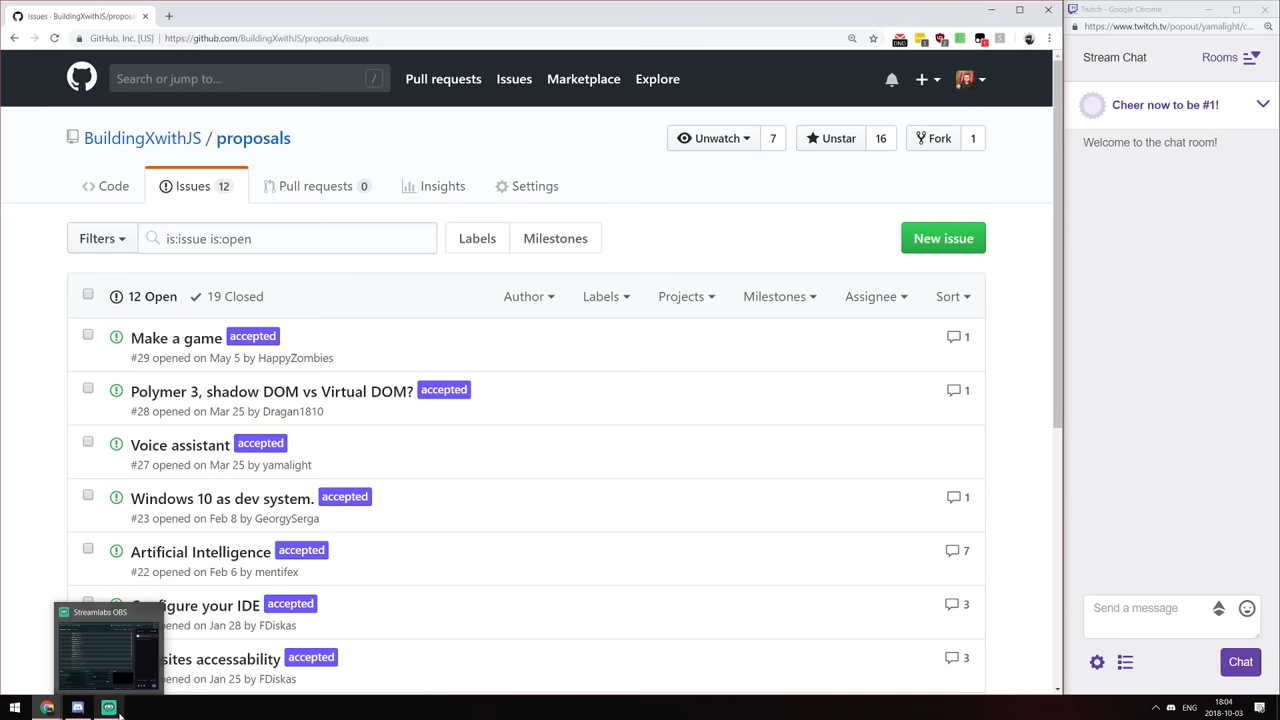 Issues · BuildingXwithJS/proposa
GitHub, Inc. [US]
https://github.com/BuildingXwithJS/proposals/issues
Search or jump to...
/
Pull requests
Issues
Marketplace
Explore
BuildingXwithJS / proposals
Unwatch
7
Unstar
16
Fork
1
Code
Issues 12
Pull requests 0
Insights
Settings
Filters
is:issue is:open
Labels
Milestones
New issue
12 Open
19 Closed
Author
Labels
Projects
Milestones
Assignee
Sort
Make a game accepted
1
#29 opened on May 5 by HappyZombies
Polymer 3, shadow DOM vs Virtual DOM? accepted
1
#28 opened on Mar 25 by Dragan1810
Voice assistant accepted
#27 opened on Mar 25 by yamalight
Windows 10 as dev system. accepted
1
#23 opened on Feb 8 by GeorgySerga
Artificial Intelligence accepted
7
#22 opened on Feb 6 by mentifex
figure your IDE accepted
3
Streamlabs OBS
on Jan 28 by FDiskas
ites accessability accepted
3
on Jan 25 by FDiskas
Twitch - Google Chrome
https://www.twitch.tv/popout/yamalight/c...
Stream Chat
Rooms
Cheer now to be #1!
Welcome to the chat room!
Send a message
Chat
ENG
18:04
2018-10-03